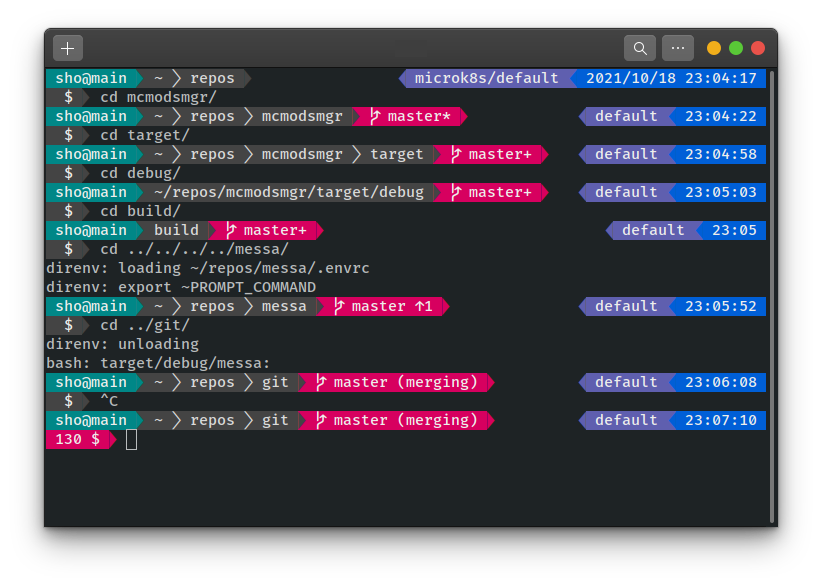 sho@main ~ repos microk8s/default 2021/10/18 23:04:17
$ cd mcmodsmgr/
sho@main ~ repos mcmodsmgr master* default 23:04:22
$ cd target/
sho@main ~ repos mcmodsmgr target master+ default 23:04:58
$ cd debug/
sho@main ~/repos/mcmodsmgr/target/debug master+ default 23:05:03
$ cd build/
sho@main build master+ default 23:05
$ cd ../../../../messa/
direnv: loading ~/repos/messa/.envrc
direnv: export ~PROMPT_COMMAND
sho@main ~ repos messa master ↑1 default 23:05:52
$ cd ../git/
direnv: unloading
bash: target/debug/messa:
sho@main ~ repos git master (merging) default 23:06:08
$ ^C
sho@main ~ repos git master (merging) default 23:07:10
130 $